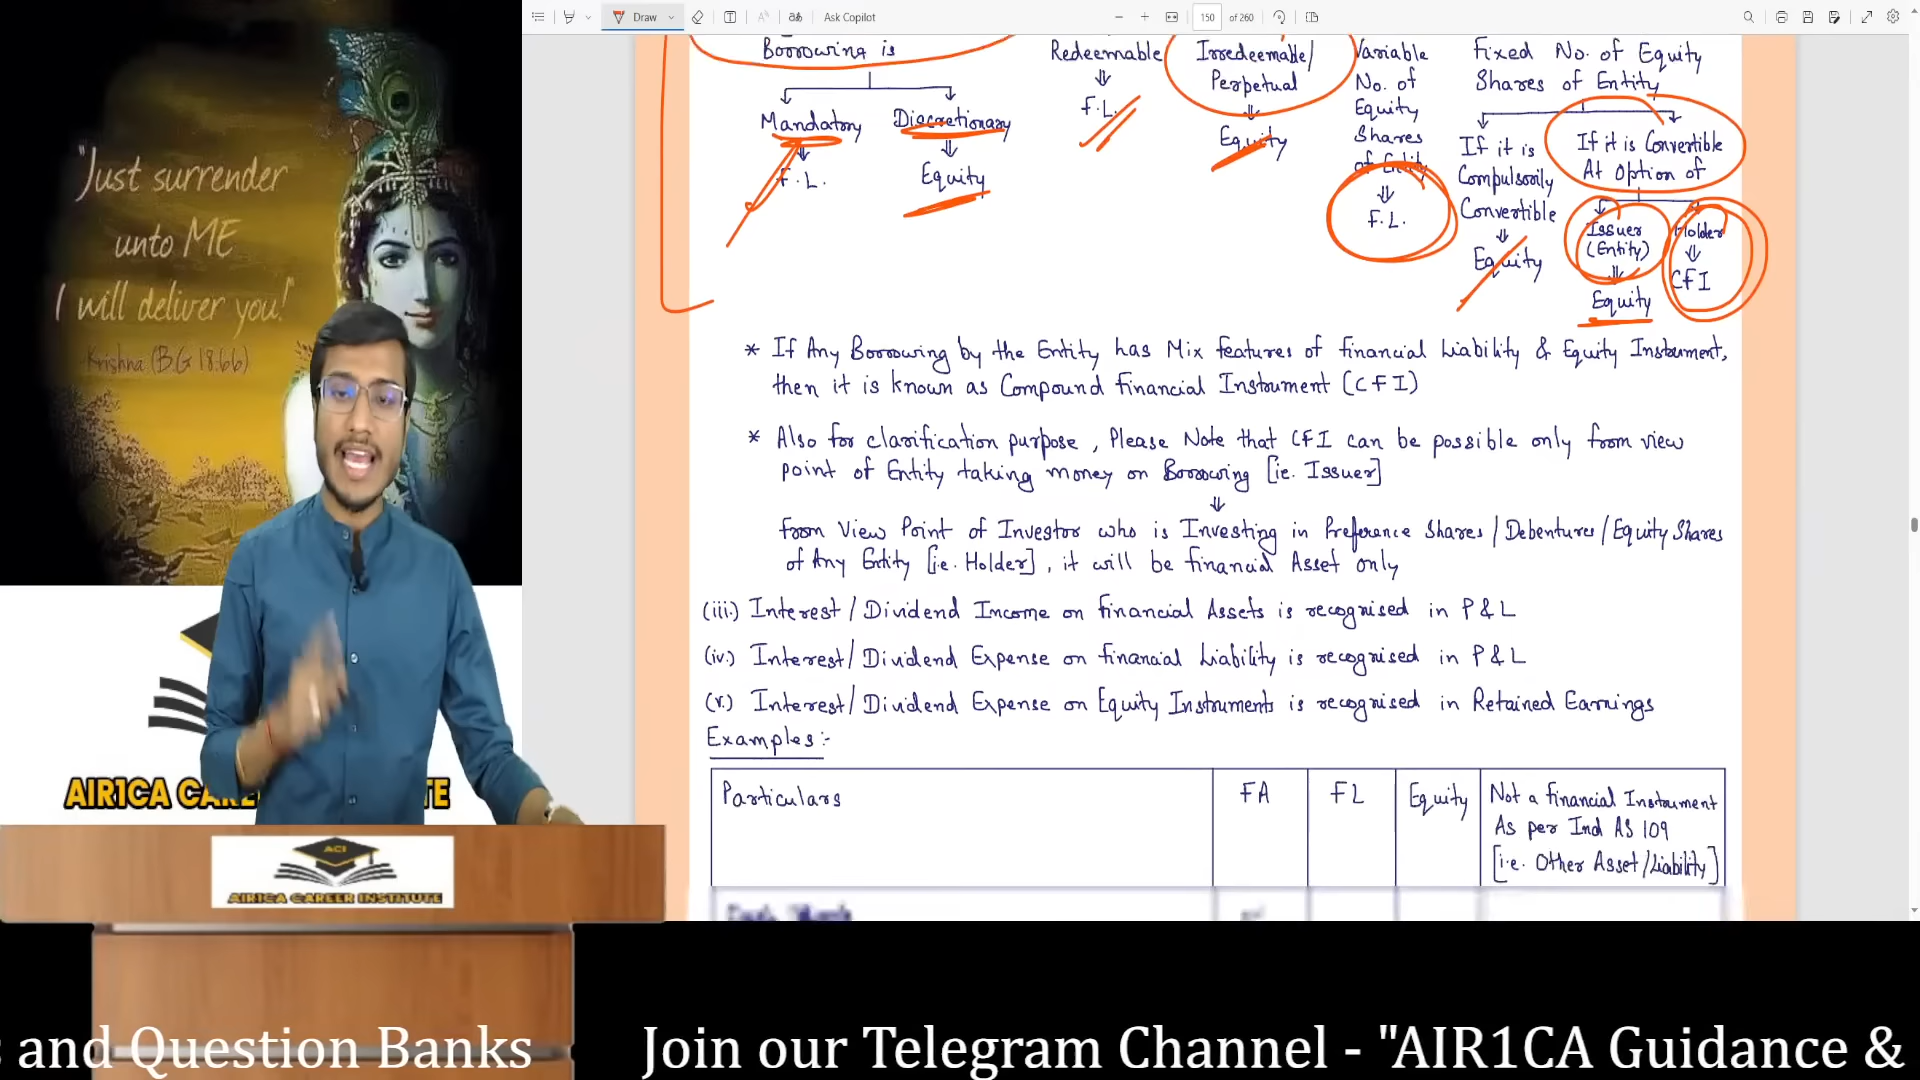 Draw
Ask Copilot
150 of 260
"Just surrender
unto ME
I will deliver you!"
-Krishna (B.G 18.66)
Borrowing is
Mandatory
F.L.
Discretionary
Equity
Redeemable
F.L.
Irredeemable/
Perpetual
Equity
Variable
No. of
Equity
Shares
of Entity
F.L.
Fixed No. of Equity
Shares of Entity
If it is
Compulsorily
Convertible
Equity
If it is Convertible
At Option of
Issuer
(Entity)
Equity
Holder
CFI
* If Any Borrowing by the Entity has Mix features of Financial Liability & Equity Instrument,
then it is known as Compound Financial Instrument (CFI)
* Also for clarification purpose, Please Note that CFI can be possible only from view
point of Entity taking money on Borrowing [ie. Issuer]
From View Point of Investor who is Investing in Preference Shares/Debentures/Equity Shares
of Any Entity [i.e. Holder], it will be Financial Asset only
(iii.) Interest/Dividend Income on Financial Assets is recognised in P&L
(iv.) Interest/Dividend Expense on Financial Liability is recognised in P&L
(v.) Interest/Dividend Expense on Equity Instruments is recognised in Retained Earnings
Examples:-
Particulars
FA
FL
Equity
Not a Financial Instrument
As per Ind AS 109
[i.e. Other Asset/Liability]
AIR1CA CA
TE
ACI
AIR1CA CAREER INSTITUTE
s and Question Banks
Join our Telegram Channel - "AIR1CA Guidance &